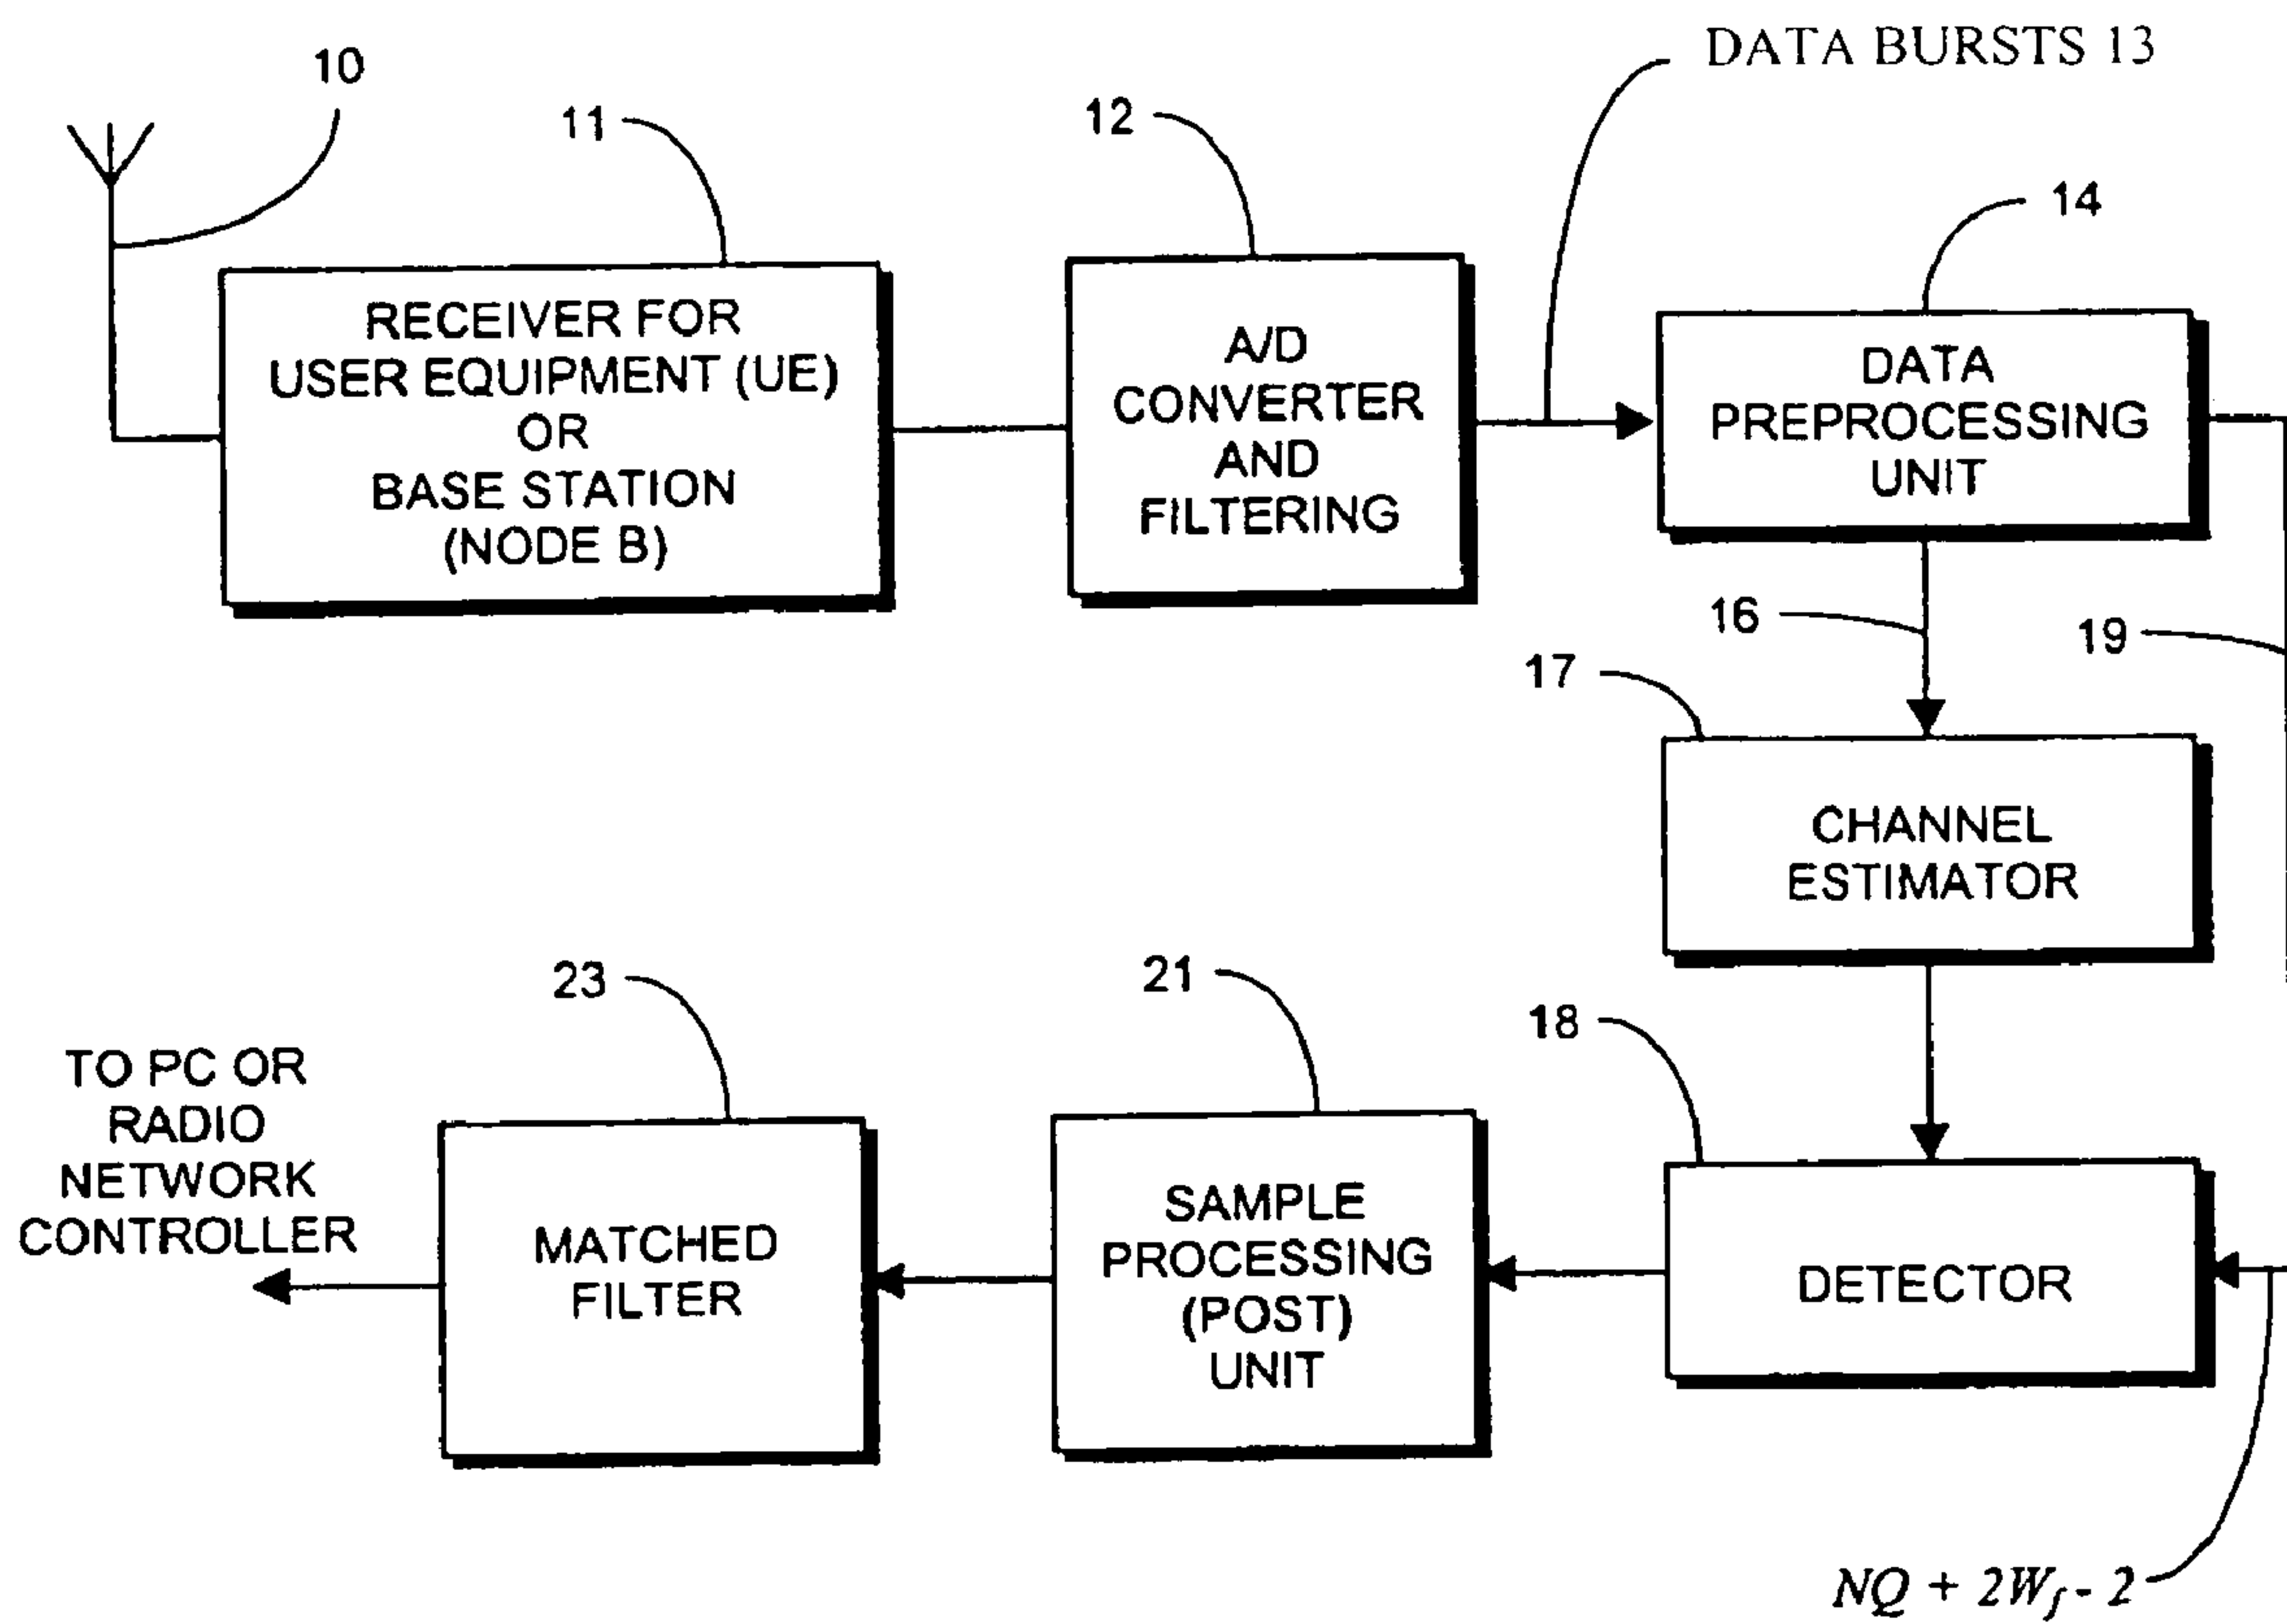 DATA BURSTS 13
10
11
12
14
RECEIVER FOR
USER EQUIPMENT (UE)
OR
BASE STATION
(NODE B)
A/D
CONVERTER
AND
FILTERING
DATA
PREPROCESSING
UNIT
16
19
17
CHANNEL
ESTIMATOR
23
21
18
TO PC OR
RADIO
NETWORK
CONTROLLER
MATCHED
FILTER
SAMPLE
PROCESSING
(POST)
UNIT
DETECTOR
NQ + 2Wf - 2